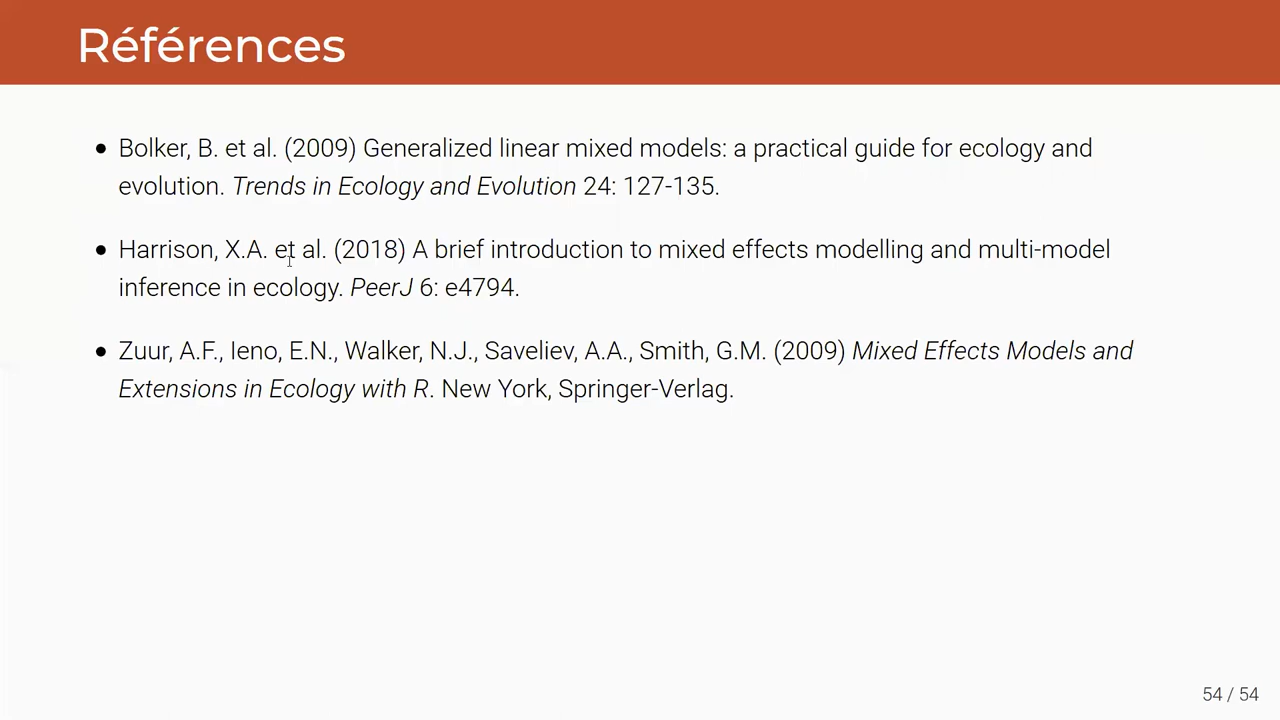 Références
• Bolker, B. et al. (2009) Generalized linear mixed models: a practical guide for ecology and
evolution. Trends in Ecology and Evolution 24: 127-135.
• Harrison, X.A. et al. (2018) A brief introduction to mixed effects modelling and multi-model
inference in ecology. PeerJ 6: e4794.
• Zuur, A.F., Ieno, E.N., Walker, N.J., Saveliev, A.A., Smith, G.M. (2009) Mixed Effects Models and
Extensions in Ecology with R. New York, Springer-Verlag.
54 / 54